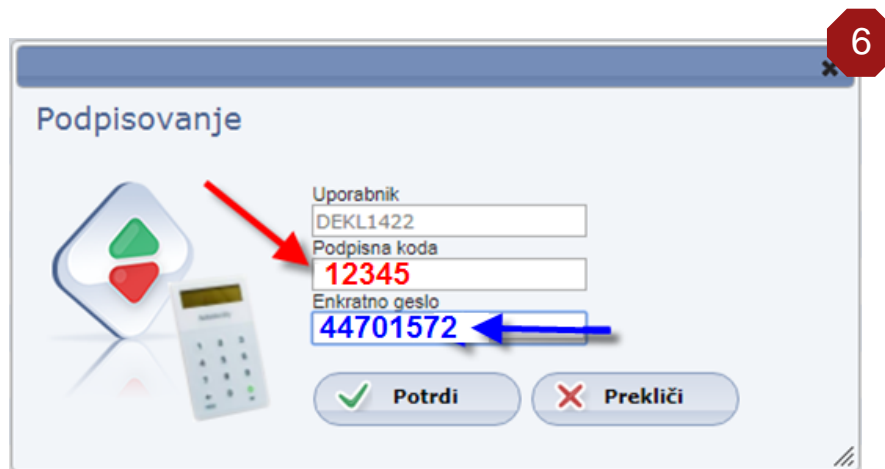 6
Podpisovanje
Uporabnik
DEKL1422
Podpisna koda
12345
Enkratno geslo
44701572
Potrdi
Prekliči